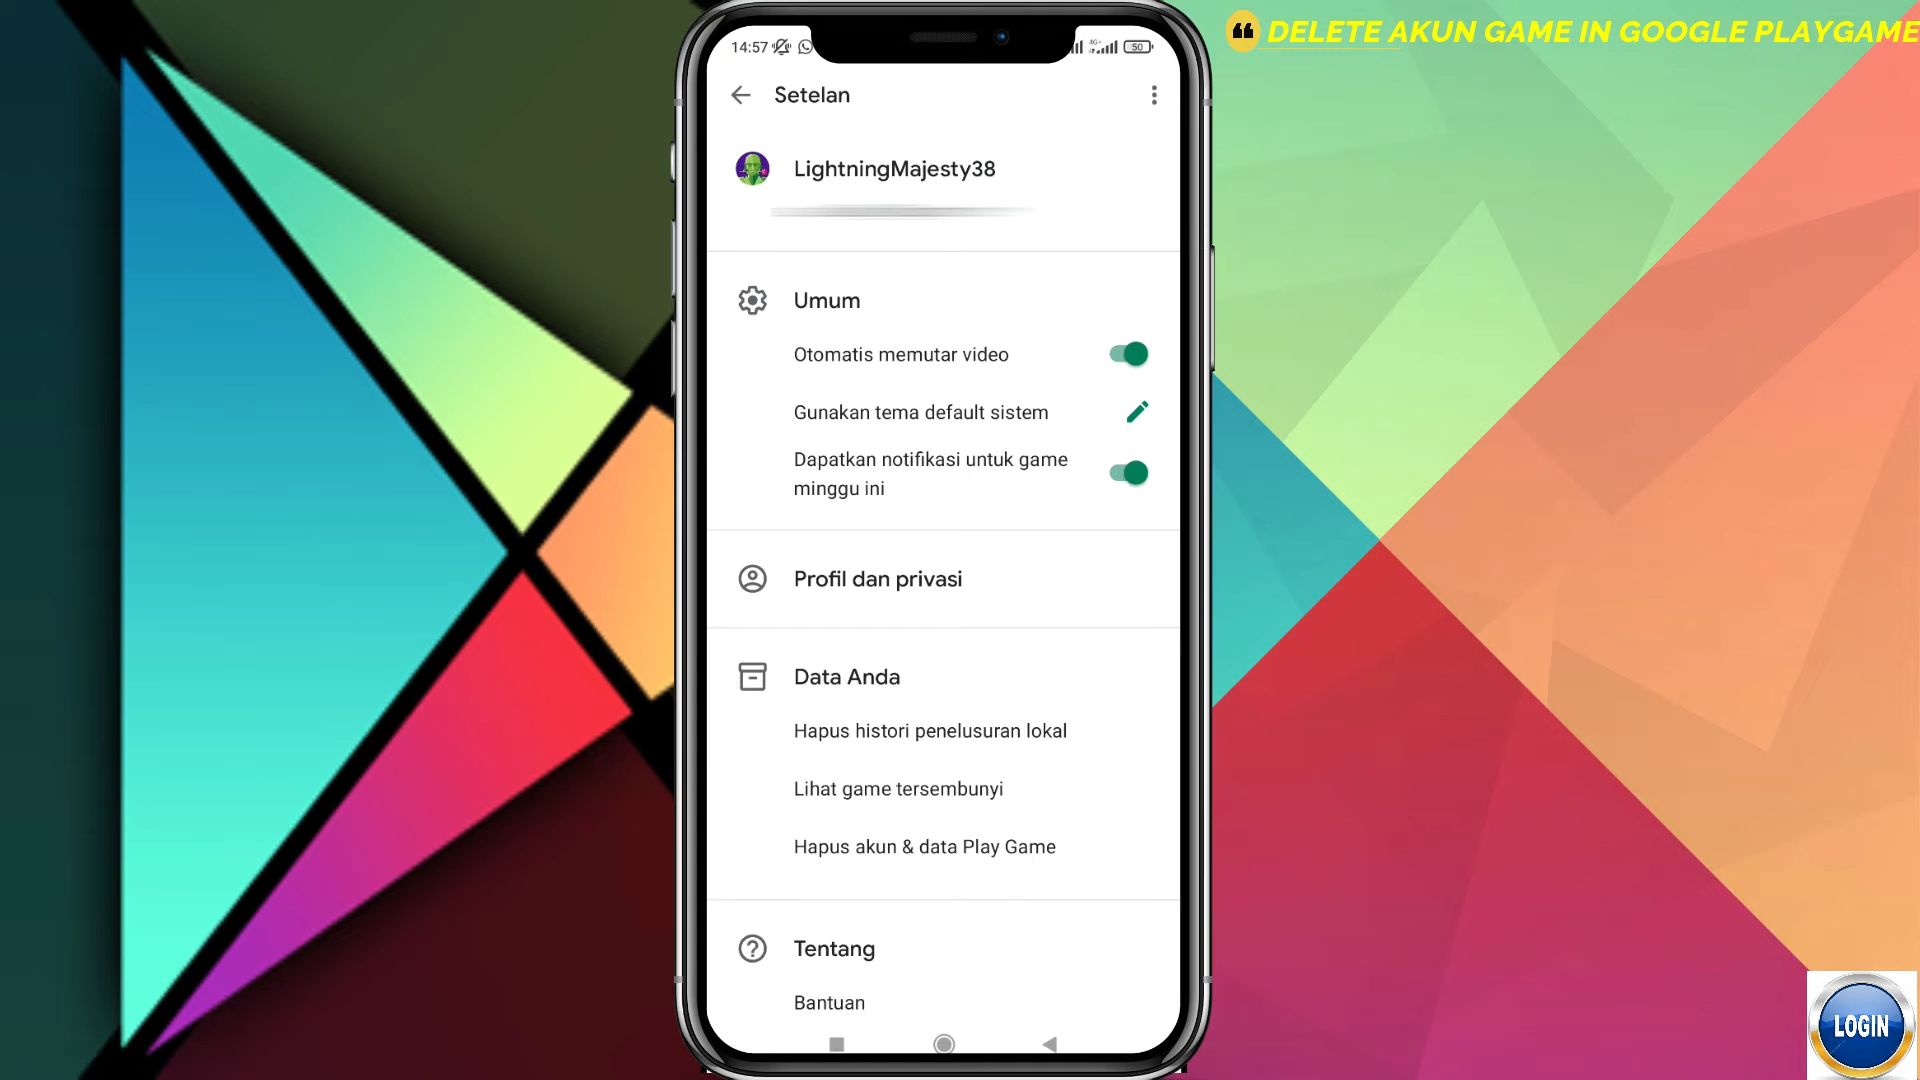 DELETE AKUN GAME IN GOOGLE PLAYGAME
14:57
4G+
50
Setelan
LightningMajesty38
Umum
Otomatis memutar video
Gunakan tema default sistem
Dapatkan notifikasi untuk game
minggu ini
Profil dan privasi
Data Anda
Hapus histori penelusuran lokal
Lihat game tersembunyi
Hapus akun & data Play Game
Tentang
Bantuan
LOGIN